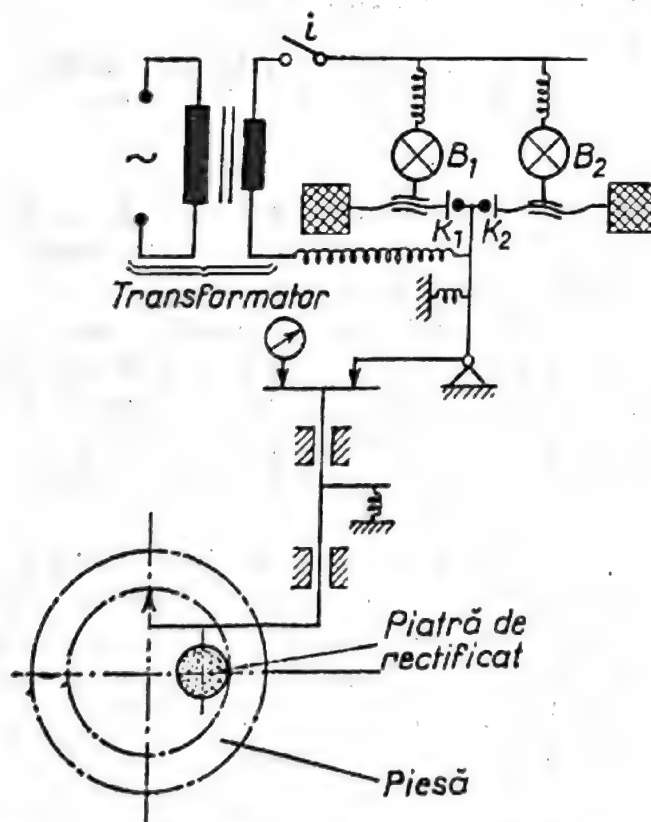 i
B₁
B₂
~
K₁ K₂
Transformator
Piatră de
rectificat
Piesă